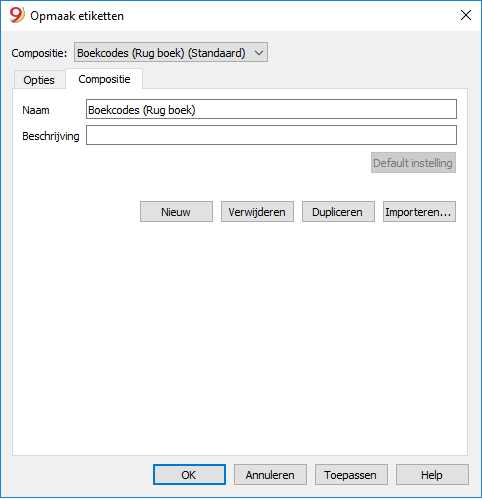 9 Opmaak etiketten
Compositie: Boekcodes (Rug boek) (Standaard)
Opties Compositie
Naam Boekcodes (Rug boek)
Beschrijving
Default instelling
Nieuw Verwijderen Dupliceren Importeren...
OK Annuleren Toepassen Help